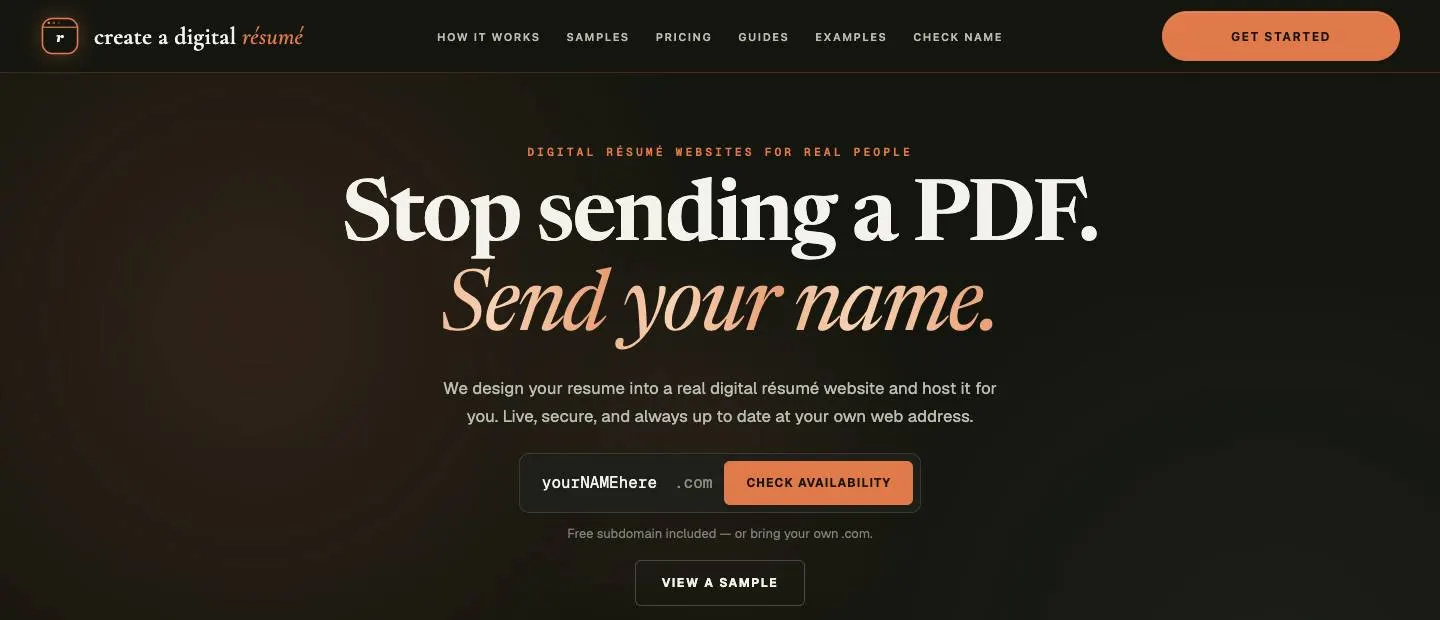 r create a digital résumé
HOW IT WORKS SAMPLES PRICING GUIDES EXAMPLES CHECK NAME
GET STARTED
DIGITAL RÉSUMÉ WEBSITES FOR REAL PEOPLE
Stop sending a PDF.
Send your name.
We design your resume into a real digital résumé website and host it for
you. Live, secure, and always up to date at your own web address.
yourNAMEhere .com CHECK AVAILABILITY
Free subdomain included — or bring your own .com.
VIEW A SAMPLE